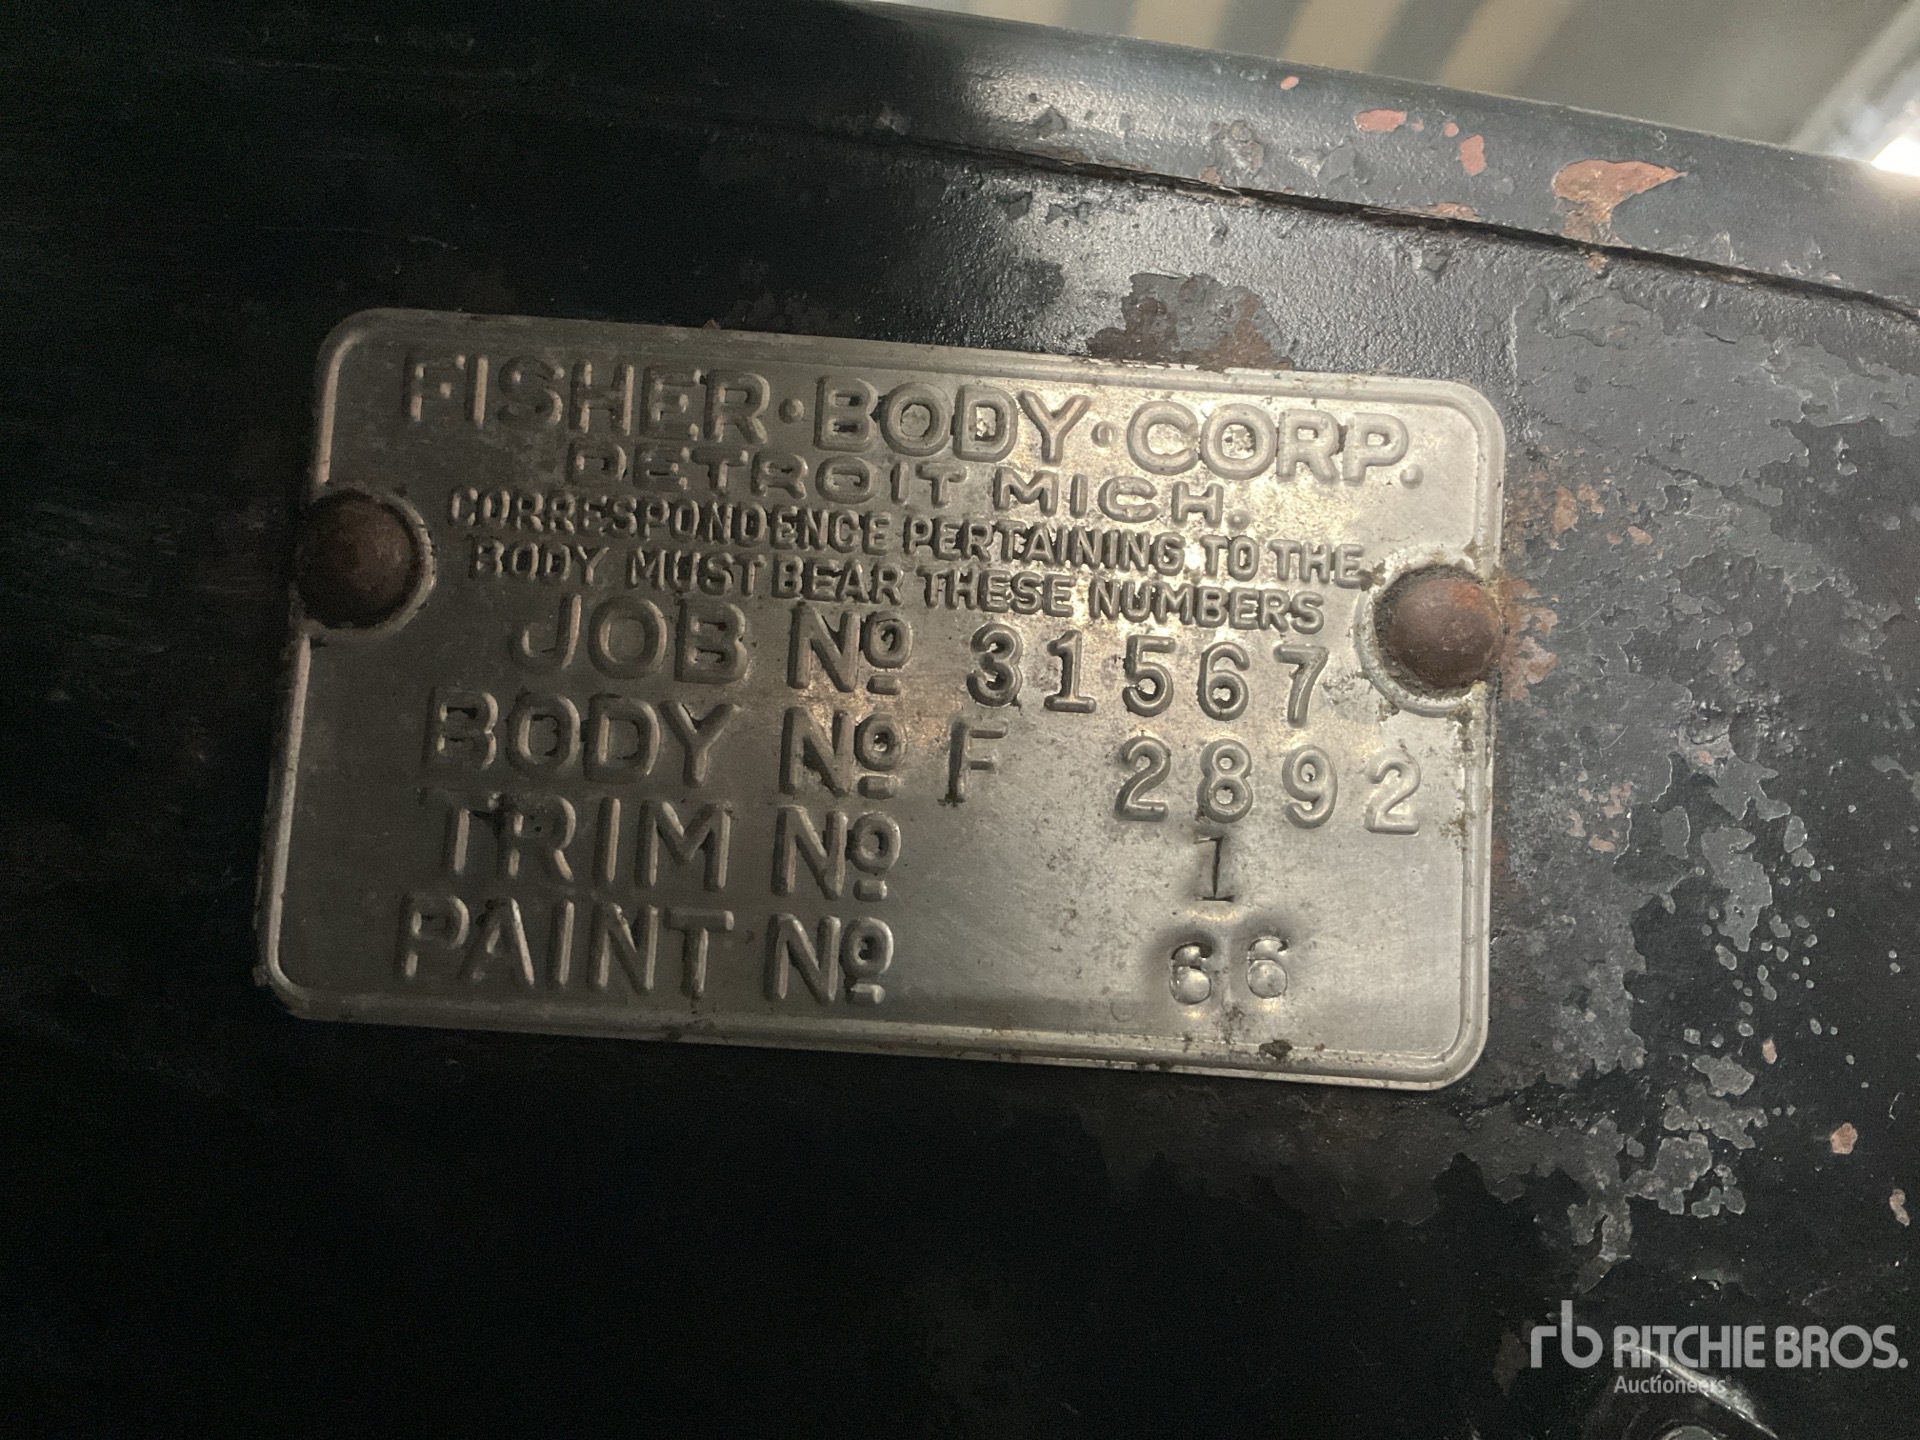 FISHER·BODY·CORP.
DETROIT MICH.
CORRESPONDENCE PERTAINING TO THE
BODY MUST BEAR THESE NUMBERS
JOB Nº 31567
BODY Nº F 2892
TRIM Nº 1
PAINT Nº 66
rb RITCHIE BROS.
Auctioneers